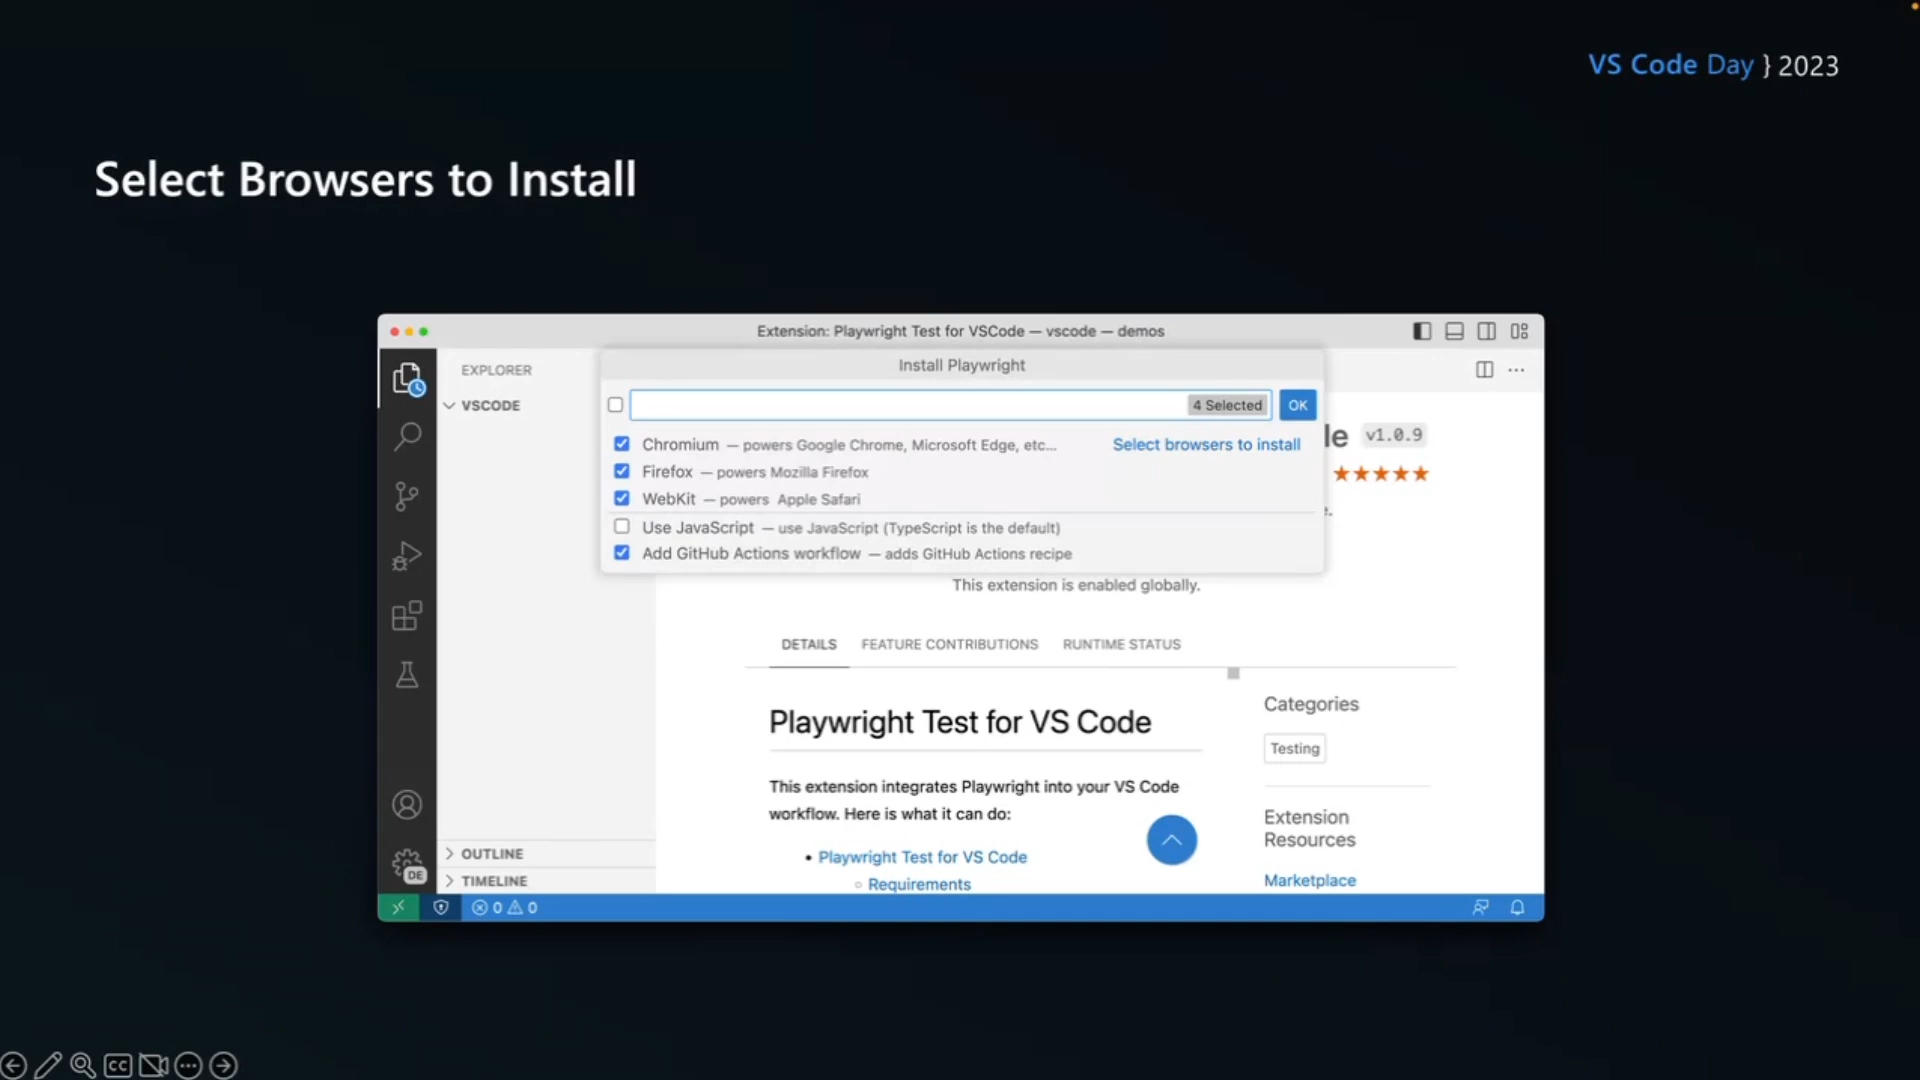 VS Code Day } 2023
Select Browsers to Install
Extension: Playwright Test for VSCode — vscode — demos
EXPLORER
VSCODE
Install Playwright
4 Selected
OK
Chromium — powers Google Chrome, Microsoft Edge, etc...
Select browsers to install
Firefox — powers Mozilla Firefox
WebKit — powers Apple Safari
Use JavaScript — use JavaScript (TypeScript is the default)
Add GitHub Actions workflow — adds GitHub Actions recipe
le v1.0.9
e.
This extension is enabled globally.
DETAILS FEATURE CONTRIBUTIONS RUNTIME STATUS
Playwright Test for VS Code
This extension integrates Playwright into your VS Code
workflow. Here is what it can do:
• Playwright Test for VS Code
○ Requirements
Categories
Testing
Extension
Resources
Marketplace
OUTLINE
TIMELINE
DE
0 0
CC